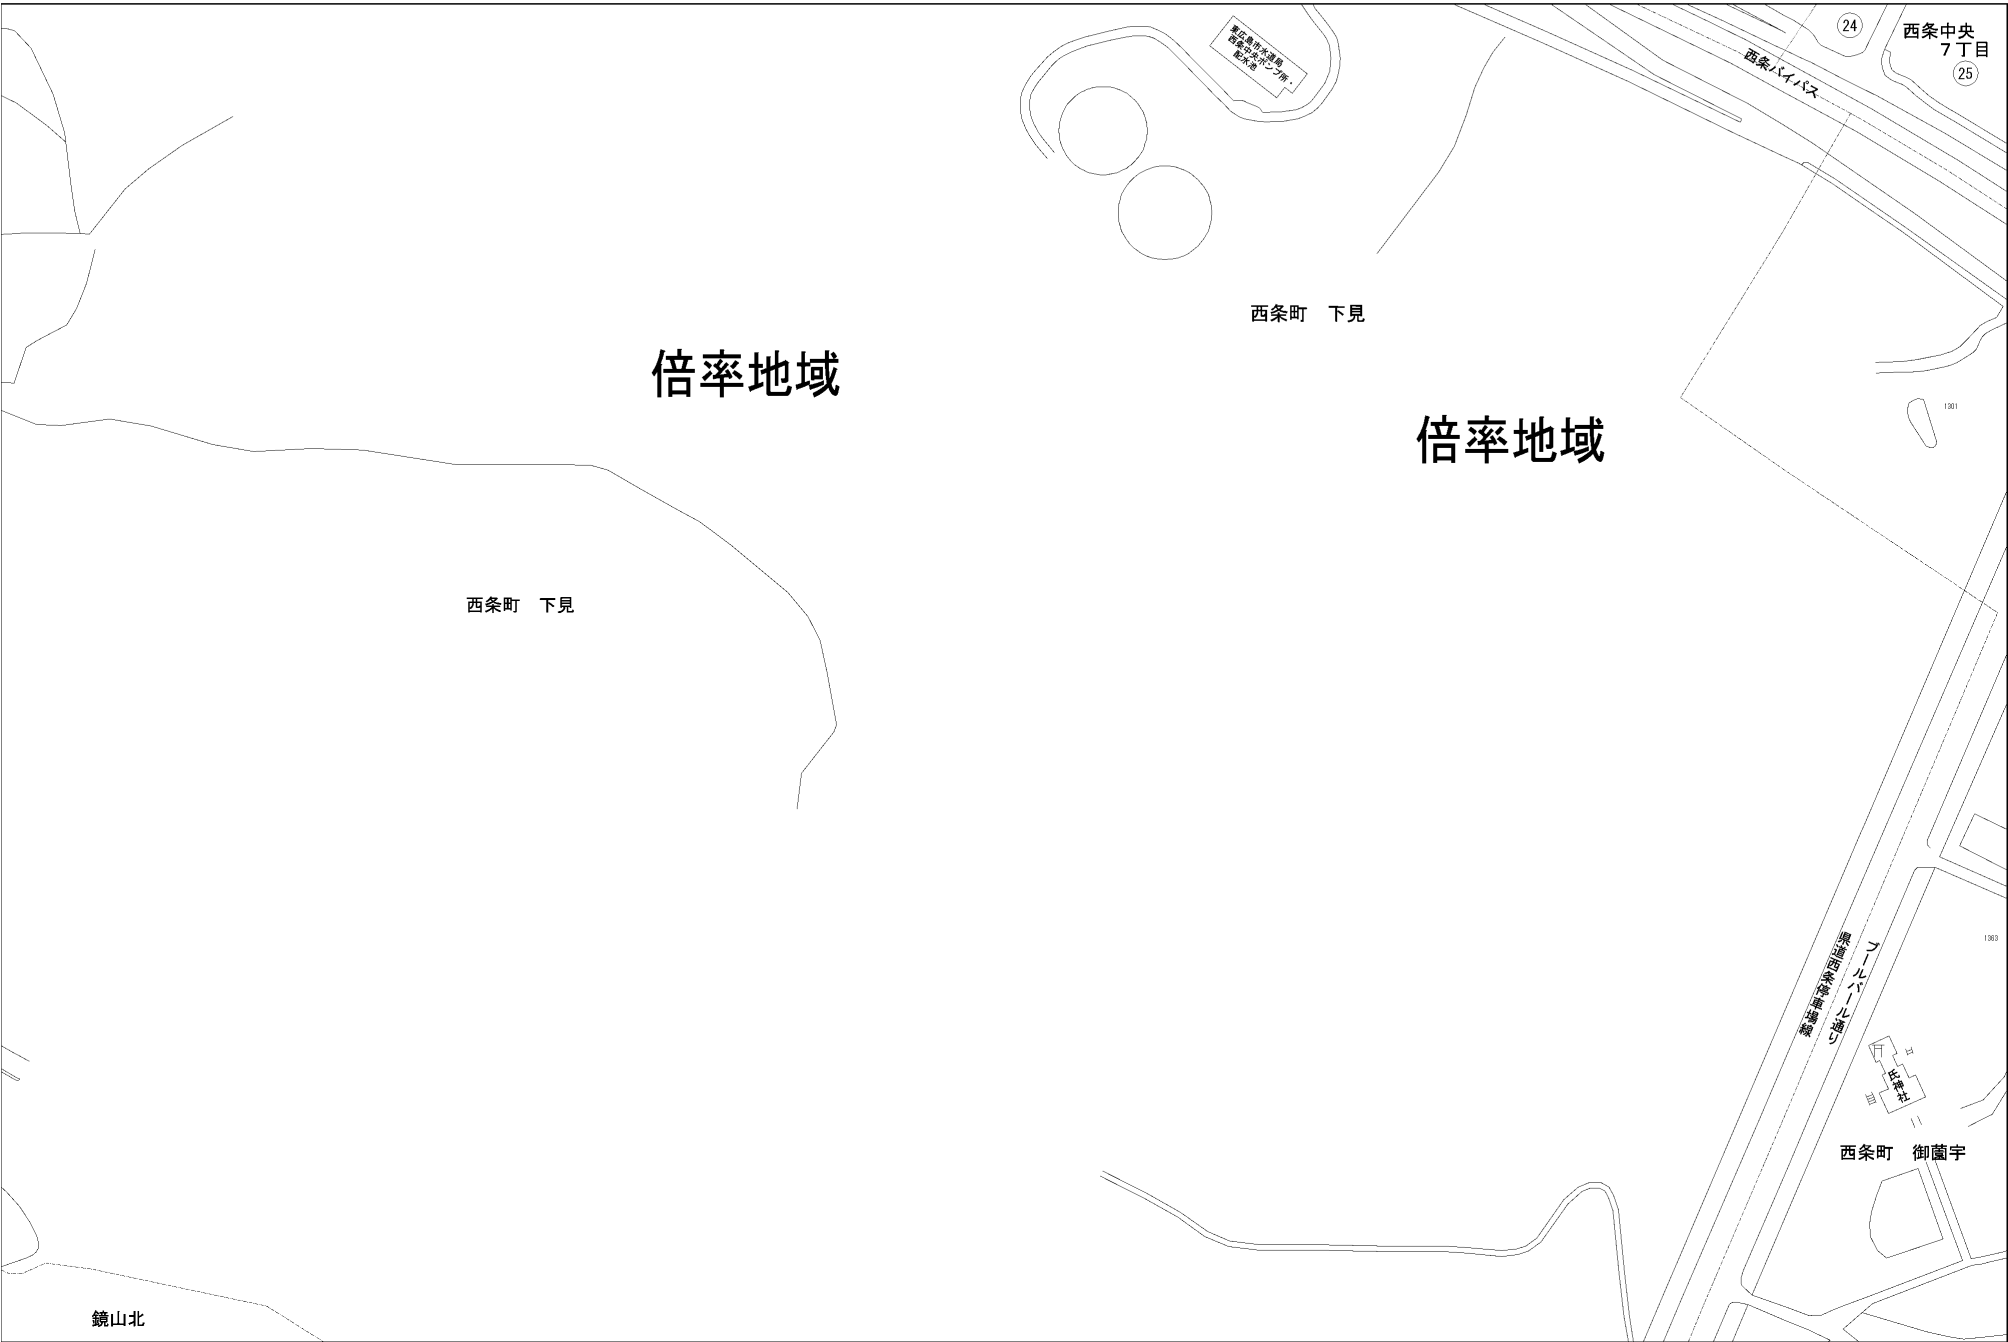 24
西条中央
7丁目
25
東広島市水道局
西条中央ポンプ所・
配水池
西条バイパス
西条町　下見
倍率地域
倍率地域
1301
西条町　下見
ブールバール通り
県道西条停車場線
1363
氏神社
西条町　御薗宇
鏡山北